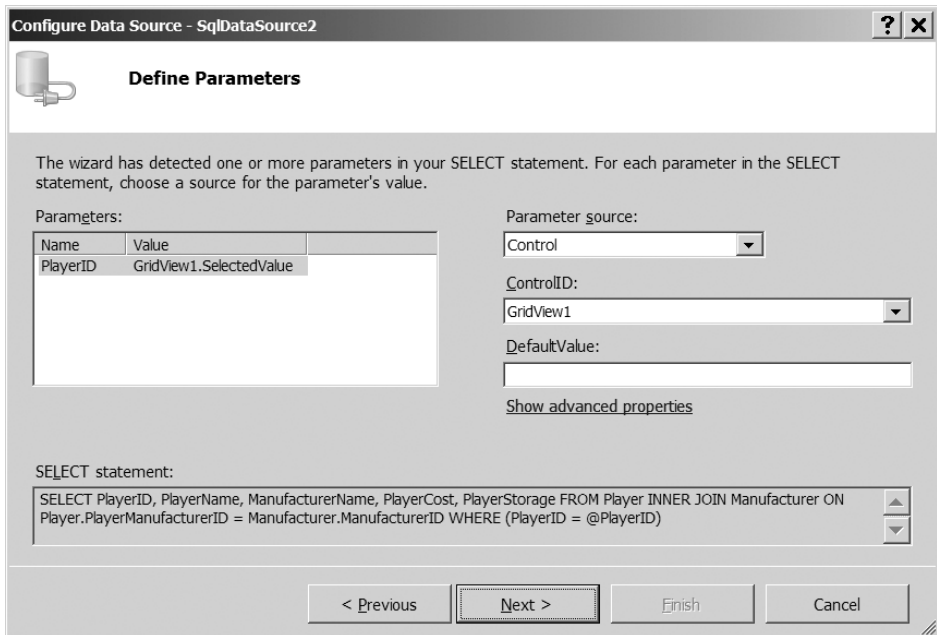 Configure Data Source - SqlDataSource2
Define Parameters
The wizard has detected one or more parameters in your SELECT statement. For each parameter in the SELECT
statement, choose a source for the parameter's value.
Parameters:
Name Value
PlayerID GridView1.SelectedValue
Parameter source:
Control
ControlID:
GridView1
DefaultValue:
Show advanced properties
SELECT statement:
SELECT PlayerID, PlayerName, ManufacturerName, PlayerCost, PlayerStorage FROM Player INNER JOIN Manufacturer ON
Player.PlayerManufacturerID = Manufacturer.ManufacturerID WHERE (PlayerID = @PlayerID)
< Previous
Next >
Finish
Cancel